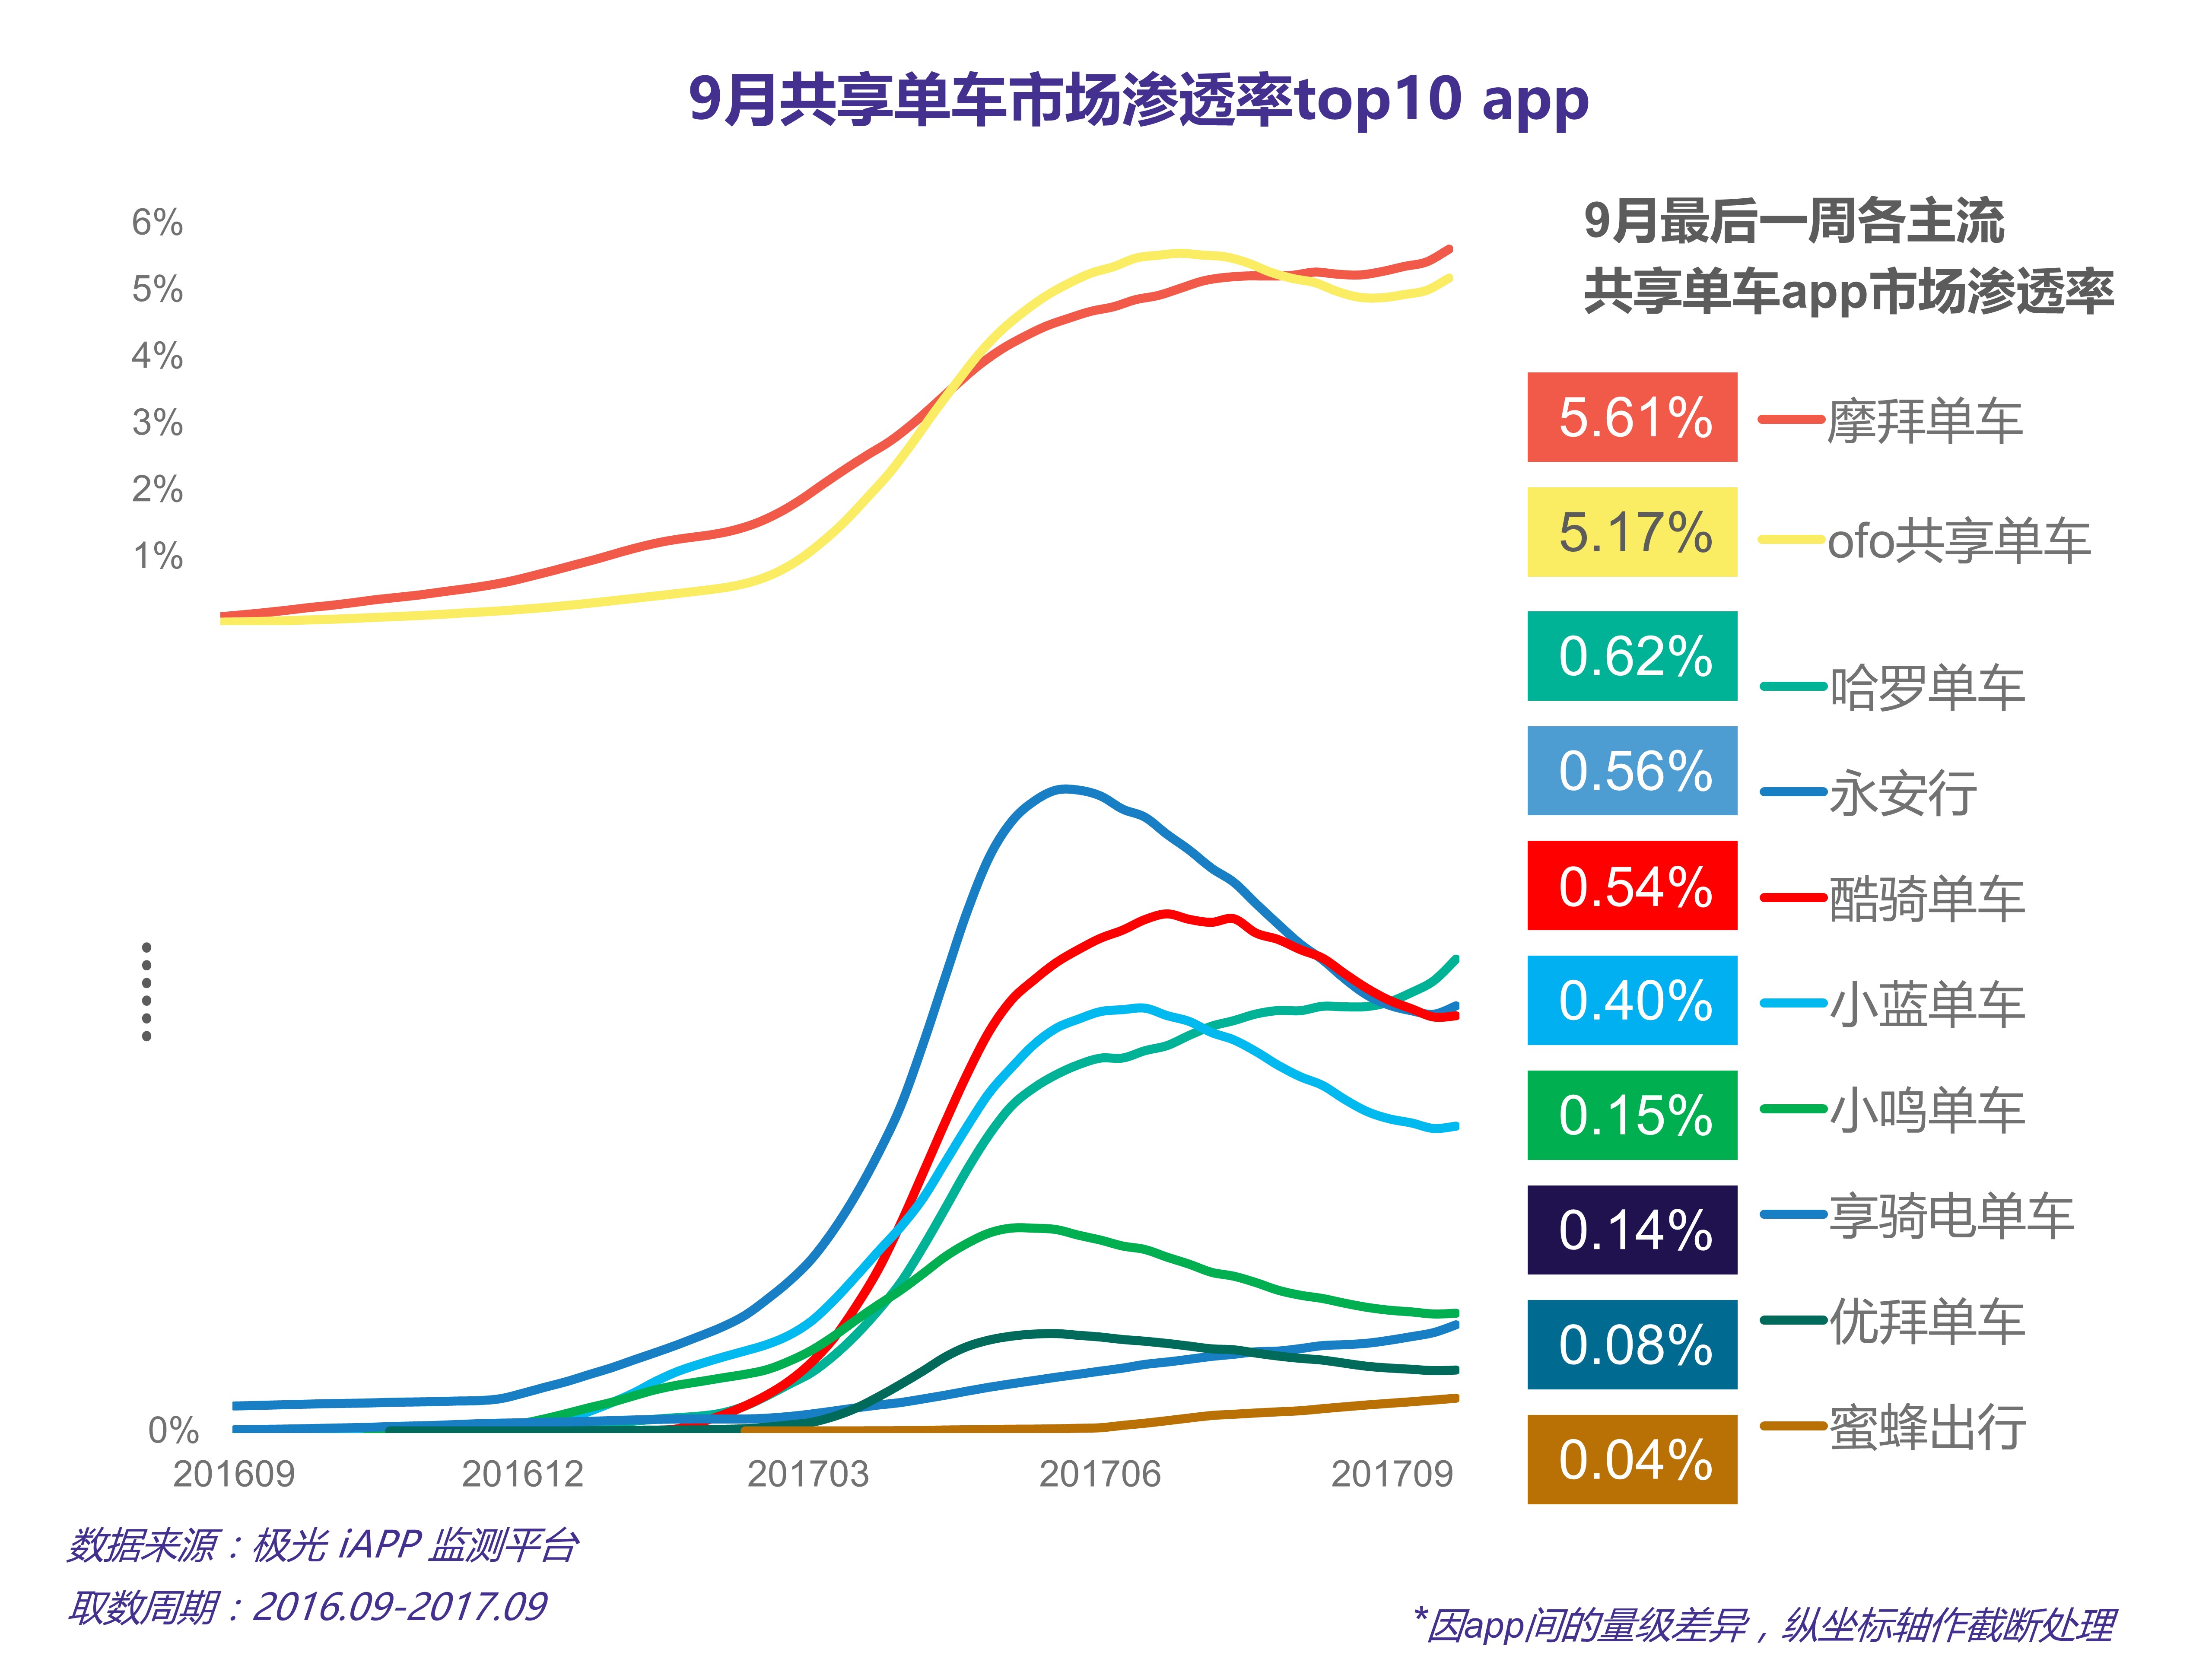 9月共享单车市场渗透率top10 app
9月最后一周各主流
共享单车app市场渗透率
6%
5%
4%
3%
2%
1%
0%
201609
201612
201703
201706
201709
5.61% 摩拜单车
5.17% ofo共享单车
0.62% 哈罗单车
0.56% 永安行
0.54% 酷骑单车
0.40% 小蓝单车
0.15% 小鸣单车
0.14% 享骑电单车
0.08% 优拜单车
0.04% 蜜蜂出行
数据来源：极光 iAPP 监测平台
取数周期：2016.09-2017.09
*因app间的量级差异，纵坐标轴作截断处理